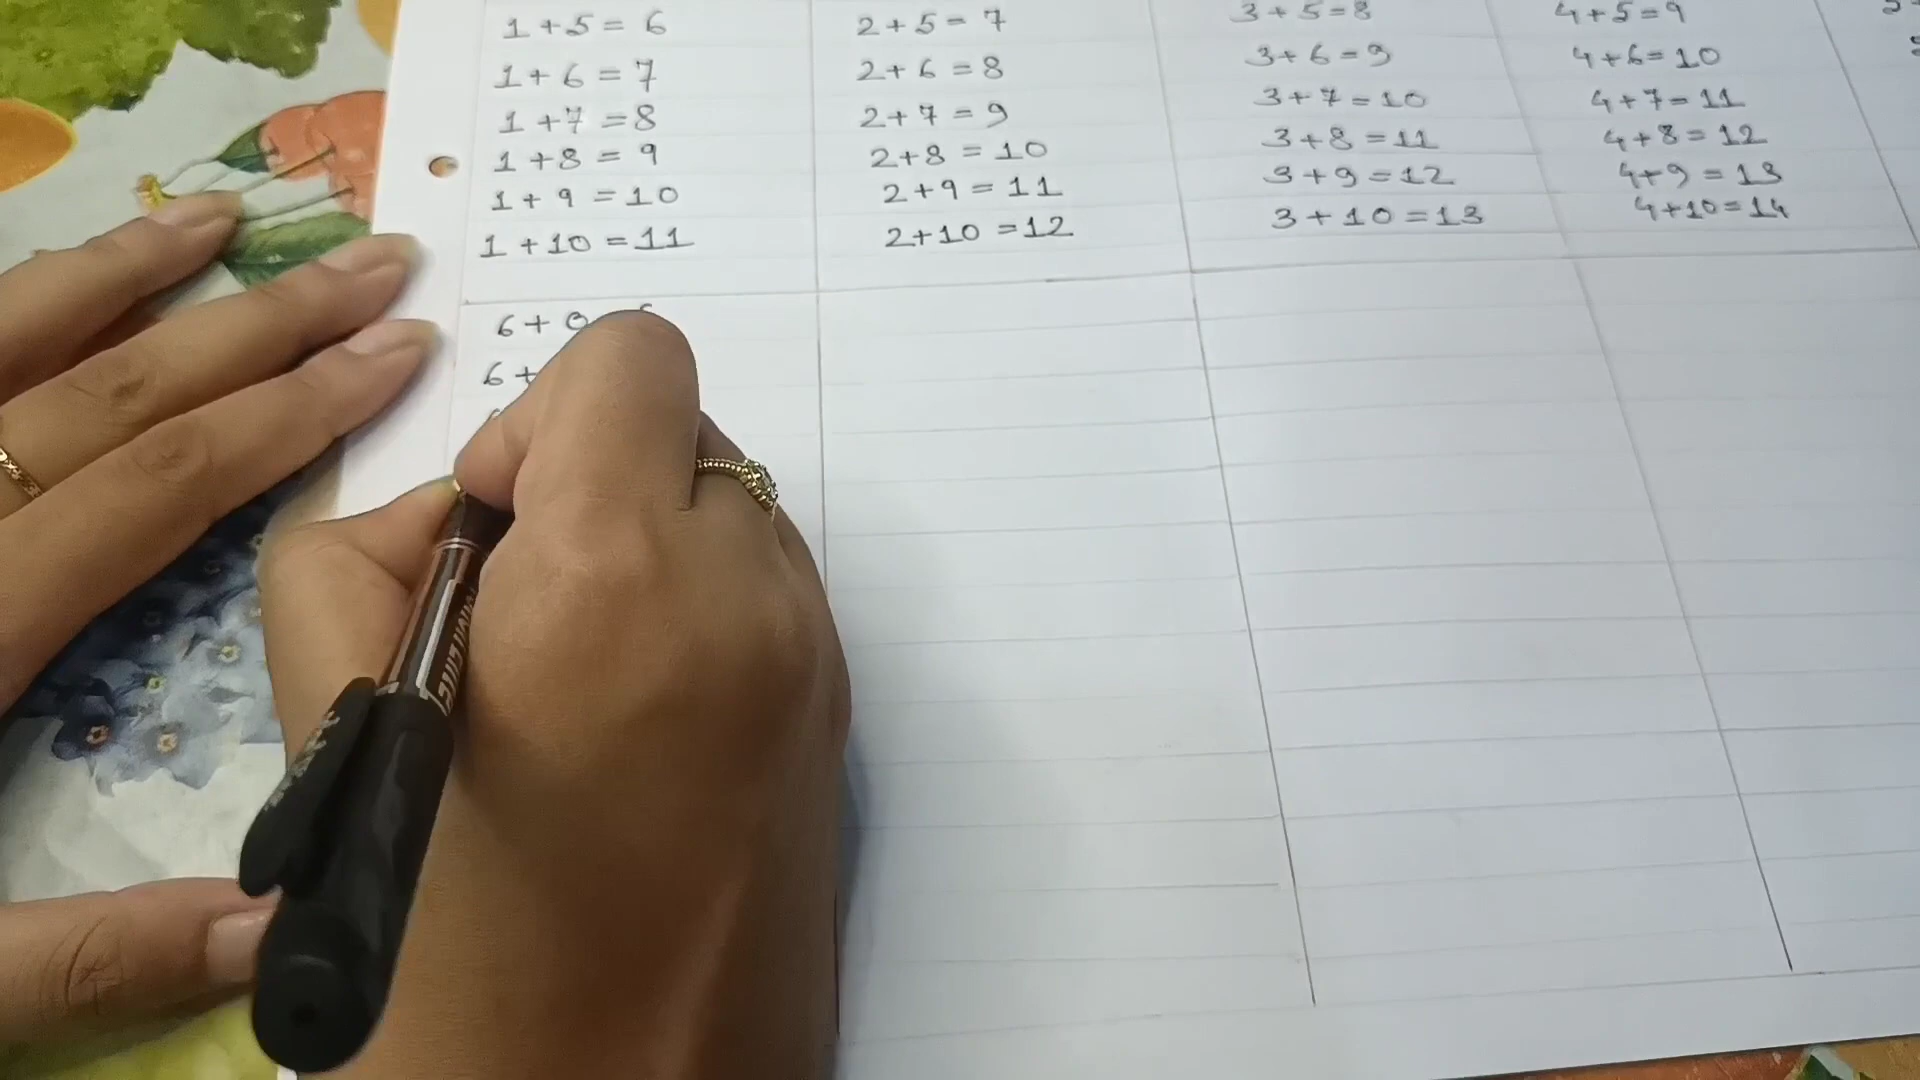 1 + 5 = 6
1 + 6 = 7
1 + 7 = 8
1 + 8 = 9
1 + 9 = 10
1 + 10 = 11
2 + 5 = 7
2 + 6 = 8
2 + 7 = 9
2 + 8 = 10
2 + 9 = 11
2 + 10 = 12
3 + 5 = 8
3 + 6 = 9
3 + 7 = 10
3 + 8 = 11
3 + 9 = 12
3 + 10 = 13
4 + 5 = 9
4 + 6 = 10
4 + 7 = 11
4 + 8 = 12
4 + 9 = 13
4 + 10 = 14
6 + 0
6 +